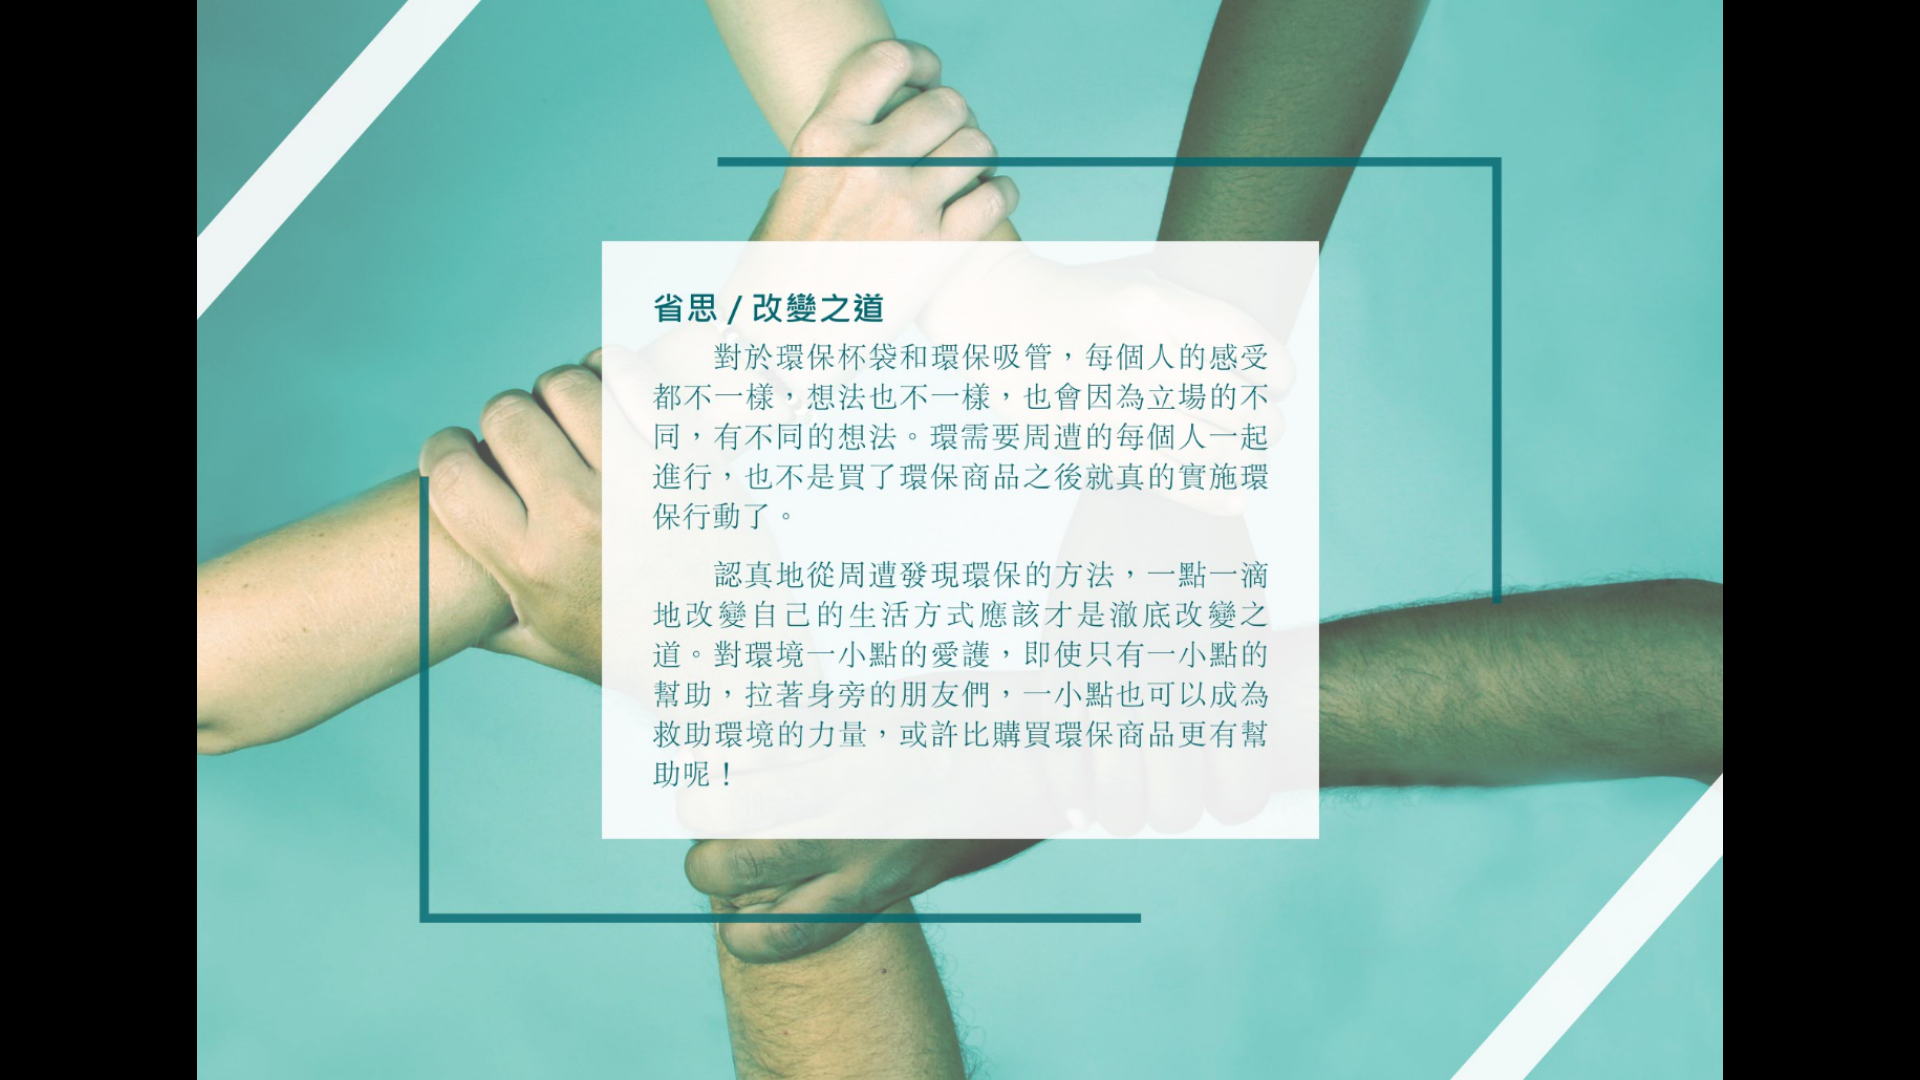 省思 / 改變之道
對於環保杯袋和環保吸管，每個人的感受
都不一樣，想法也不一樣，也會因為立場的不
同，有不同的想法。環需要周遭的每個人一起
進行，也不是買了環保商品之後就真的實施環
保行動了。
認真地從周遭發現環保的方法，一點一滴
地改變自己的生活方式應該才是澈底改變之
道。對環境一小點的愛護，即使只有一小點的
幫助，拉著身旁的朋友們，一小點也可以成為
救助環境的力量，或許比購買環保商品更有幫
助呢！